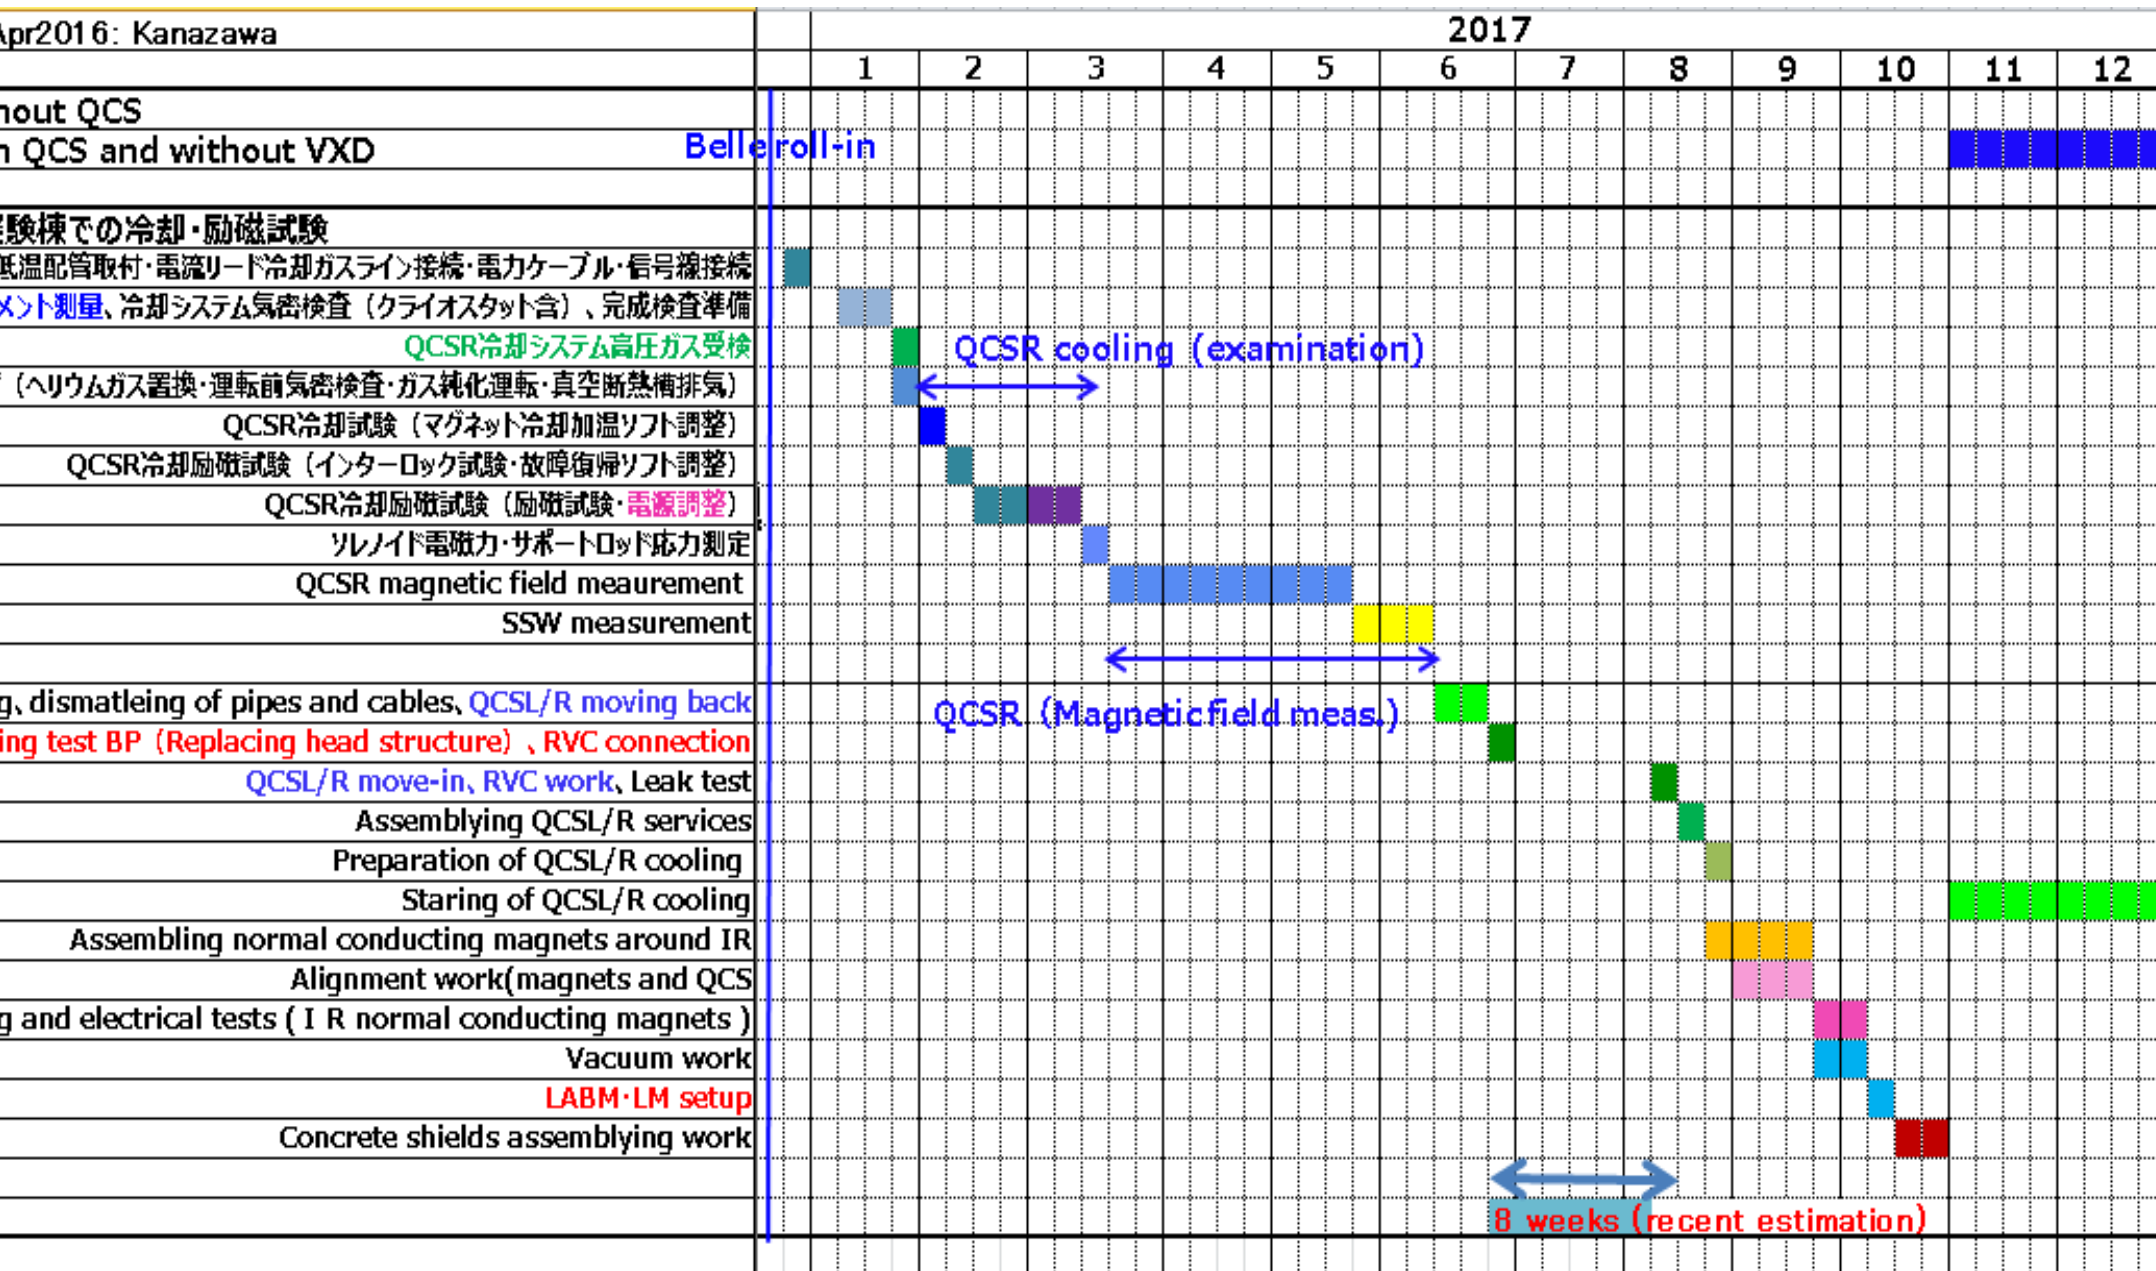 Apr2016: Kanazawa
2017
1 2 3 4 5 6 7 8 9 10 11 12
hout QCS
n QCS and without VXD
Belle roll-in
験棟での冷却・励磁試験
低温配管取付・電流リード冷却ガスライン接続・電力ケーブル・信号線接続
メント測量、冷却システム気密検査（クライオスタット含）、完成検査準備
QCSR冷却システム高圧ガス受検
QCSR cooling (examination)
（ヘリウムガス置換・運転前気密検査・ガス純化運転・真空断熱槽排気）
QCSR冷却試験（マグネット冷却加温ソフト調整）
QCSR冷却励磁試験（インターロック試験・故障復帰ソフト調整）
QCSR冷却励磁試験（励磁試験・電源調整）
ソレノイド電磁力・サポートロッド応力測定
QCSR magnetic field meaurement
SSW measurement
g、dismatleing of pipes and cables、QCSL/R moving back
QCSR (Magnetic field meas.)
ing test BP（Replacing head structure）、RVC connection
QCSL/R move-in、RVC work、Leak test
Assemblying QCSL/R services
Preparation of QCSL/R cooling
Staring of QCSL/R cooling
Assembling normal conducting magnets around IR
Alignment work(magnets and QCS
g and electrical tests ( I R normal conducting magnets )
Vacuum work
LABM・LM setup
Concrete shields assemblying work
8 weeks (recent estimation)